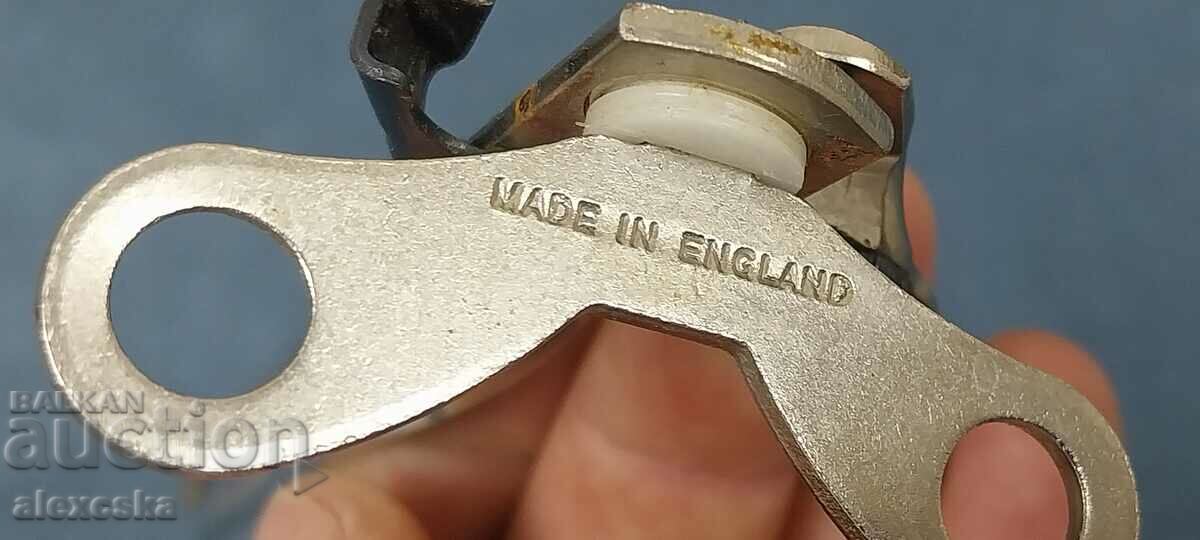 MADE IN ENGLAND
BALKAN
auction
alexcska